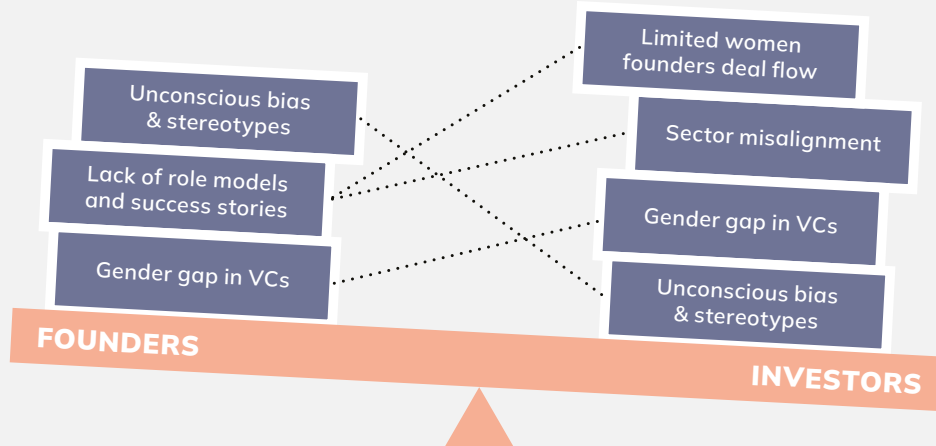 Unconscious bias
& stereotypes
Lack of role models
and success stories
Gender gap in VCs
FOUNDERS
Limited women
founders deal flow
Sector misalignment
Gender gap in VCs
Unconscious bias
& stereotypes
INVESTORS